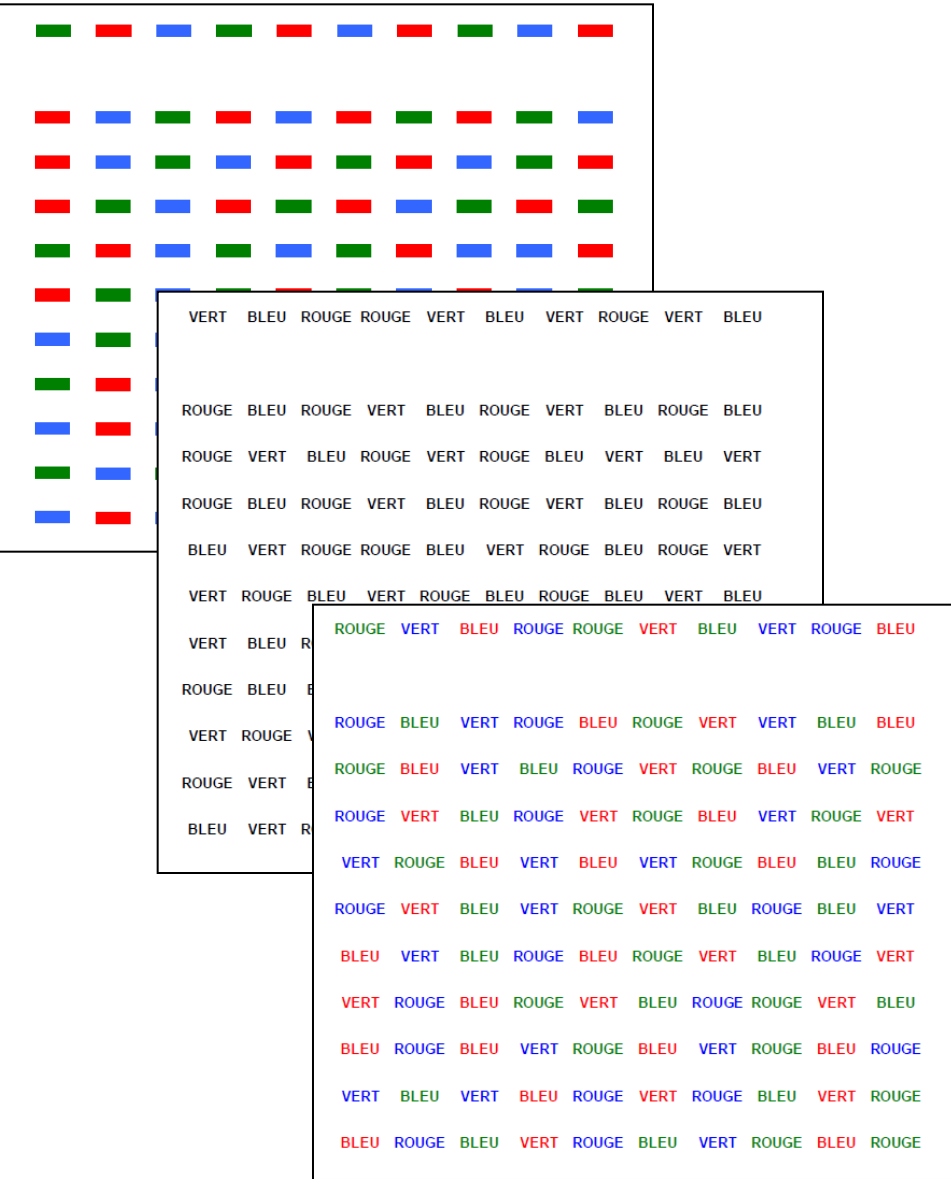 VERT BLEU ROUGE ROUGE VERT BLEU VERT ROUGE VERT BLEU
ROUGE BLEU ROUGE VERT BLEU ROUGE VERT BLEU ROUGE BLEU
ROUGE VERT BLEU ROUGE VERT ROUGE BLEU VERT BLEU VERT
ROUGE BLEU ROUGE VERT BLEU ROUGE VERT BLEU ROUGE BLEU
BLEU VERT ROUGE ROUGE BLEU VERT ROUGE BLEU ROUGE VERT
VERT ROUGE BLEU VERT ROUGE BLEU ROUGE BLEU VERT BLEU
VERT BLEU
ROUGE BLEU
VERT ROUGE
ROUGE VERT
BLEU VERT
ROUGE VERT BLEU ROUGE ROUGE VERT BLEU VERT ROUGE BLEU
ROUGE BLEU VERT ROUGE BLEU ROUGE VERT VERT BLEU BLEU
ROUGE BLEU VERT BLEU ROUGE VERT ROUGE BLEU VERT ROUGE
ROUGE VERT BLEU ROUGE VERT ROUGE BLEU VERT ROUGE VERT
VERT ROUGE BLEU VERT BLEU VERT ROUGE BLEU BLEU ROUGE
ROUGE VERT BLEU VERT ROUGE VERT BLEU ROUGE BLEU VERT
BLEU VERT BLEU ROUGE BLEU ROUGE VERT BLEU ROUGE VERT
VERT ROUGE BLEU ROUGE VERT BLEU ROUGE ROUGE VERT BLEU
BLEU ROUGE BLEU VERT ROUGE BLEU VERT ROUGE BLEU ROUGE
VERT BLEU VERT BLEU ROUGE VERT ROUGE BLEU VERT ROUGE
BLEU ROUGE BLEU VERT ROUGE BLEU VERT ROUGE BLEU ROUGE